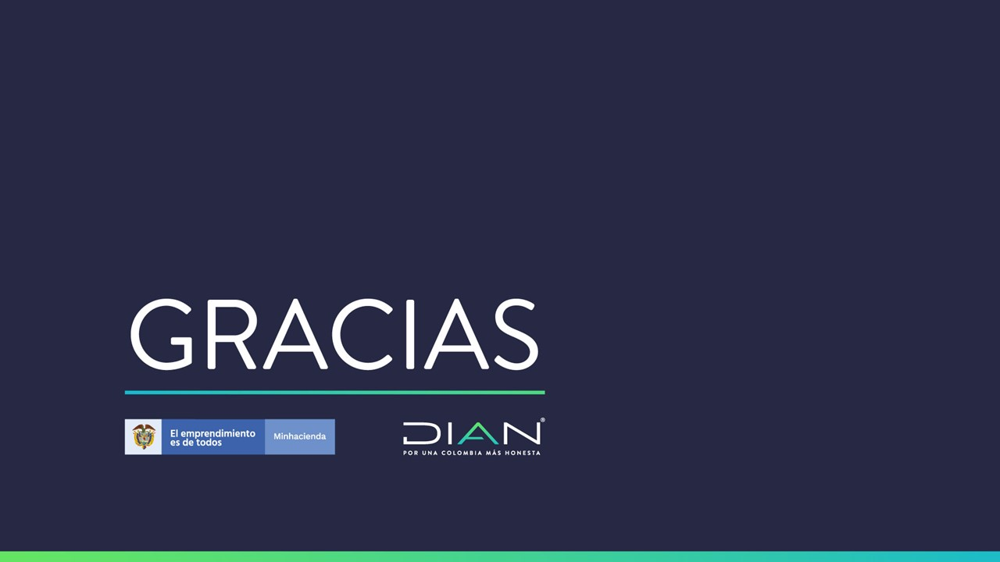 GRACIAS
El emprendimiento
es de todos
Minhacienda
DIAN®
POR UNA COLOMBIA MÁS HONESTA